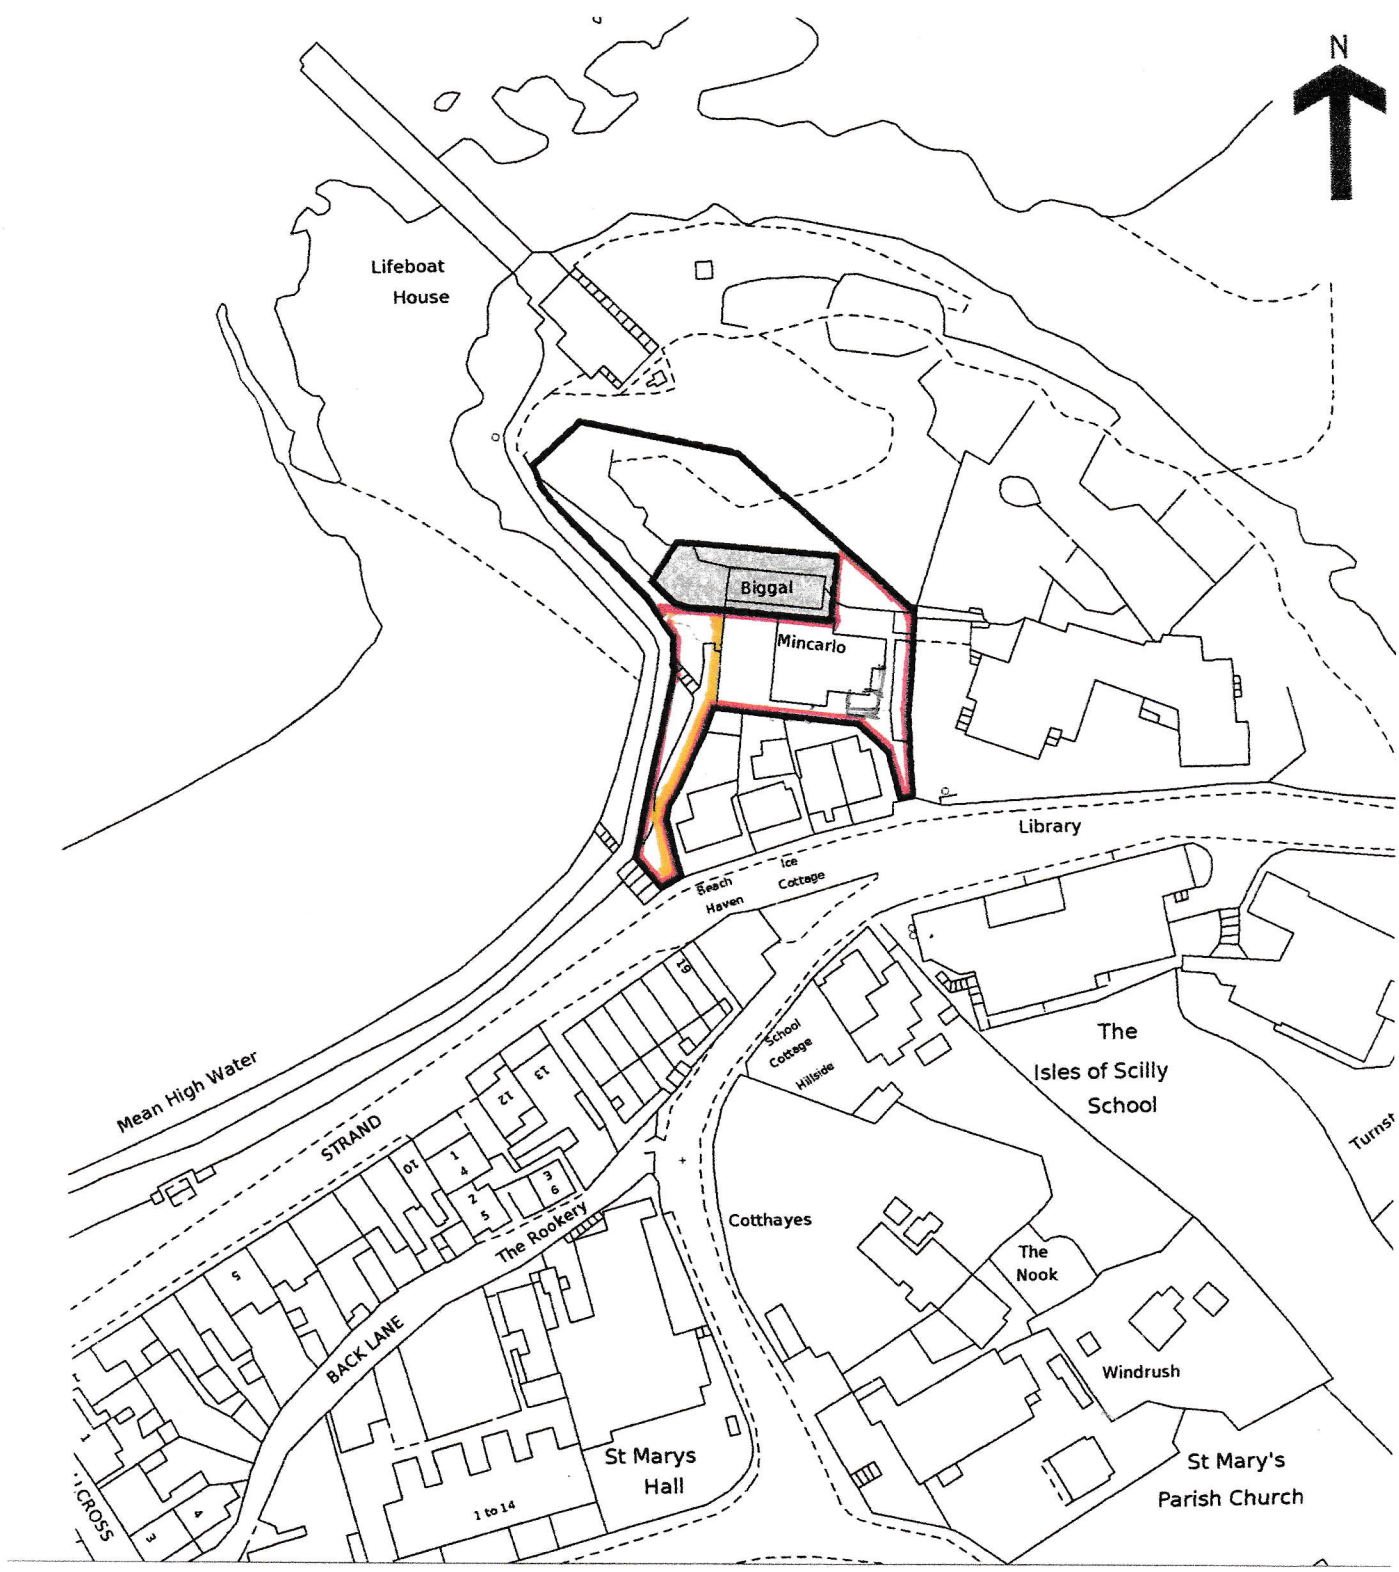 N
Lifeboat
House
Biggal
Mincarlo
Library
Ice
Cottage
Beach
Haven
19
School
Cottage
Hillside
The
Isles of Scilly
School
Mean High Water
STRAND
13
12
10
1
4
2
5
3
6
The Rookery
Cotthayes
The
Nook
5
BACK LANE
Windrush
St Marys
Hall
1 to 14
St Mary's
Parish Church
CROSS
3
4